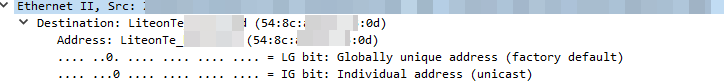 Ethernet II, Src:
Destination: LiteonTe_ d (54:8c: :0d)
Address: LiteonTe_ (54:8c: :0d)
.... ..0. .... .... .... .... = LG bit: Globally unique address (factory default)
.... ...0 .... .... .... .... = IG bit: Individual address (unicast)